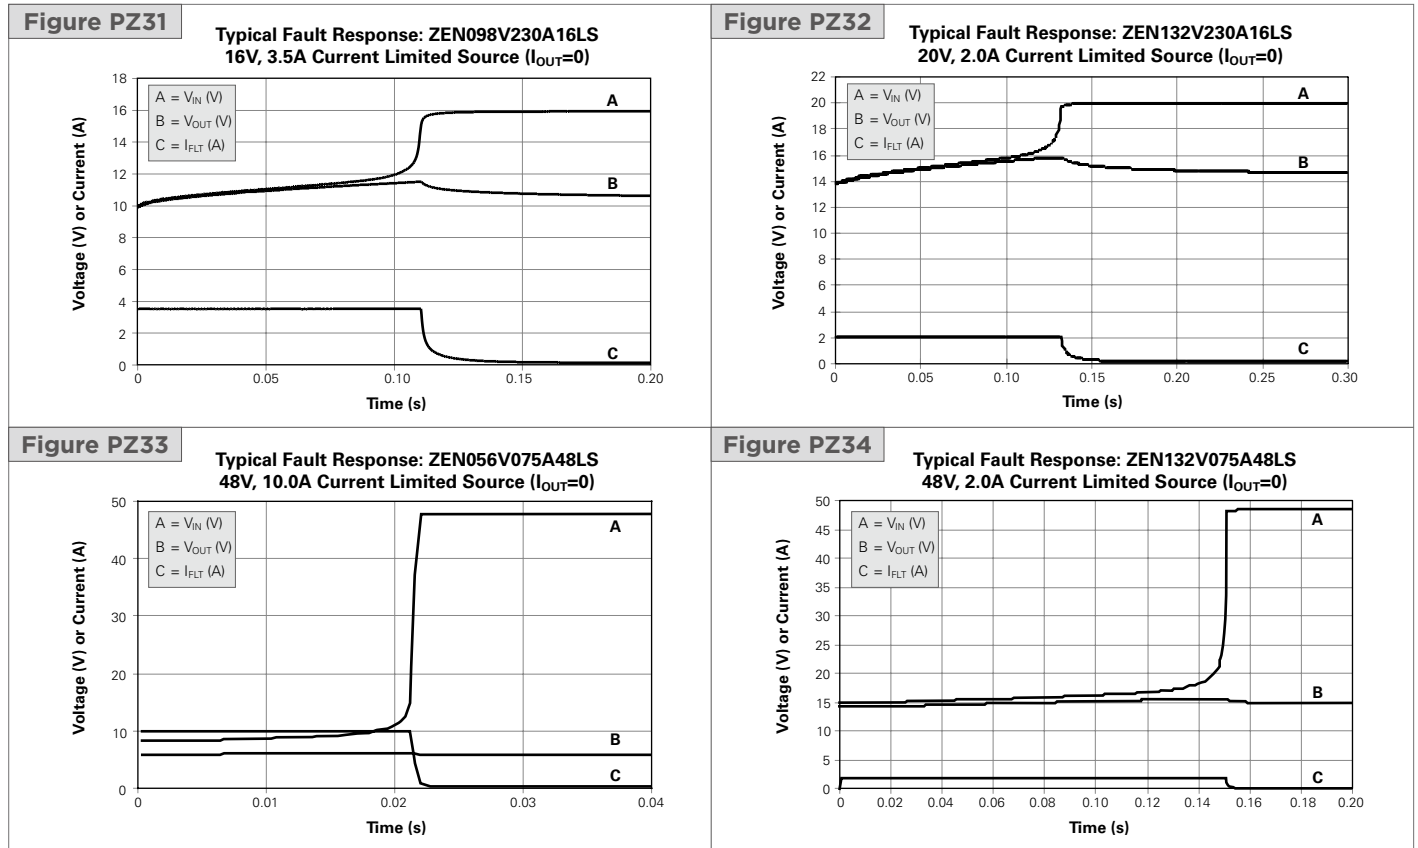 Figure PZ31
Typical Fault Response: ZEN098V230A16LS
16V, 3.5A Current Limited Source (IOUT=0)
Voltage (V) or Current (A)
18
16
14
12
10
8
6
4
2
0
A = VIN (V)
B = VOUT (V)
C = IFLT (A)
A
B
C
0 0.05 0.10 0.15 0.20
Time (s)
Figure PZ32
Typical Fault Response: ZEN132V230A16LS
20V, 2.0A Current Limited Source (IOUT=0)
Voltage (V) or Current (A)
22
20
18
16
14
12
10
8
6
4
2
0
A = VIN (V)
B = VOUT (V)
C = IFLT (A)
A
B
C
0 0.05 0.10 0.15 0.20 0.25 0.30
Time (s)
Figure PZ33
Typical Fault Response: ZEN056V075A48LS
48V, 10.0A Current Limited Source (IOUT=0)
Voltage (V) or Current (A)
50
40
30
20
10
0
A = VIN (V)
B = VOUT (V)
C = IFLT (A)
A
B
C
0 0.01 0.02 0.03 0.04
Time (s)
Figure PZ34
Typical Fault Response: ZEN132V075A48LS
48V, 2.0A Current Limited Source (IOUT=0)
Voltage (V) or Current (A)
50
45
40
35
30
25
20
15
10
5
0
A = VIN (V)
B = VOUT (V)
C = IFLT (A)
A
B
C
0 0.02 0.04 0.06 0.08 0.10 0.12 0.14 0.16 0.18 0.20
Time (s)